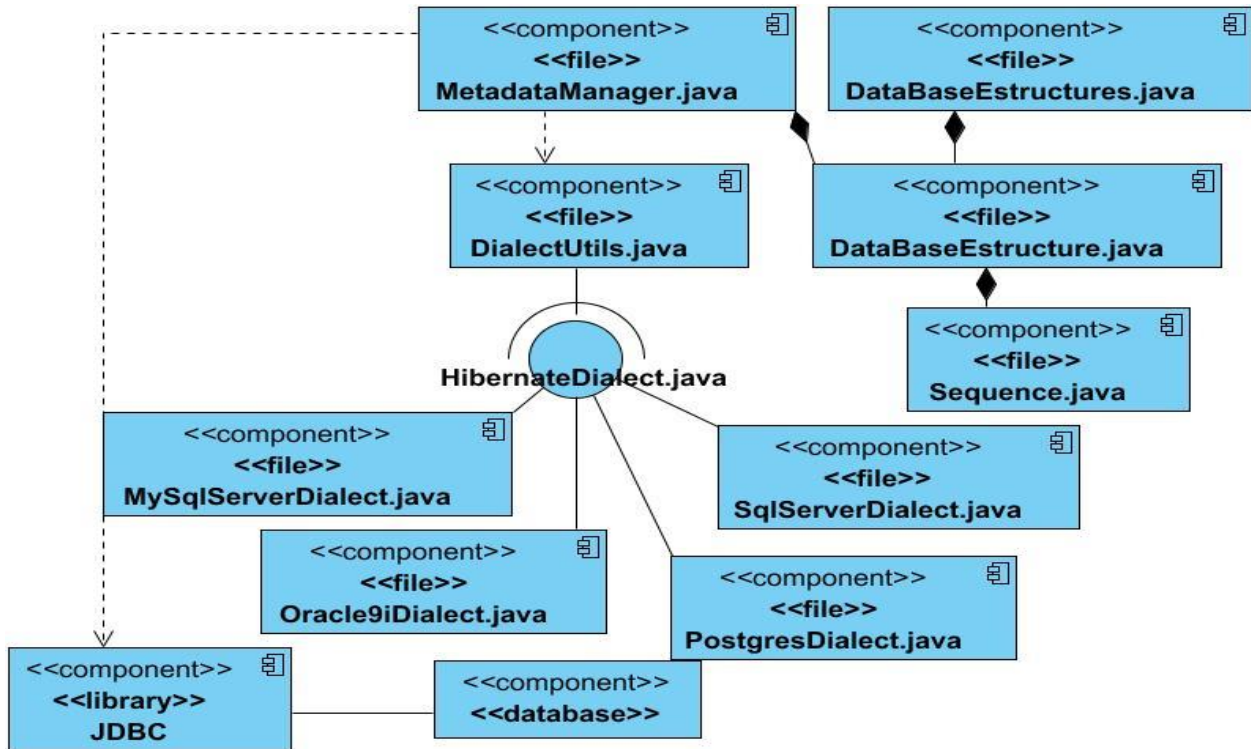 <<component>>
<<file>>
MetadataManager.java
<<component>>
<<file>>
DataBaseEstructures.java
<<component>>
<<file>>
DialectUtils.java
<<component>>
<<file>>
DataBaseEstructure.java
<<component>>
<<file>>
Sequence.java
HibernateDialect.java
<<component>>
<<file>>
MySqlServerDialect.java
<<component>>
<<file>>
SqlServerDialect.java
<<component>>
<<file>>
Oracle9iDialect.java
<<component>>
<<file>>
PostgresDialect.java
<<component>>
<<library>>
JDBC
<<component>>
<<database>>